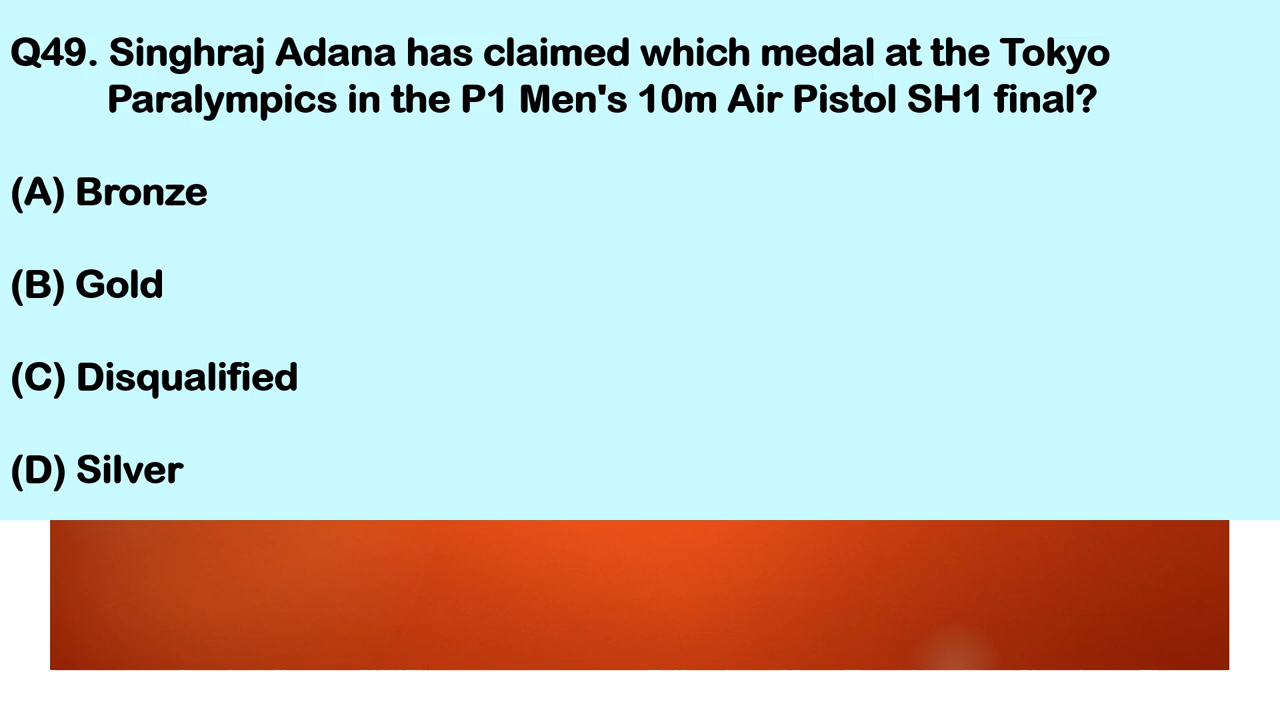 Q49. Singhraj Adana has claimed which medal at the Tokyo
Paralympics in the P1 Men's 10m Air Pistol SH1 final?
(A) Bronze
(B) Gold
(C) Disqualified
(D) Silver